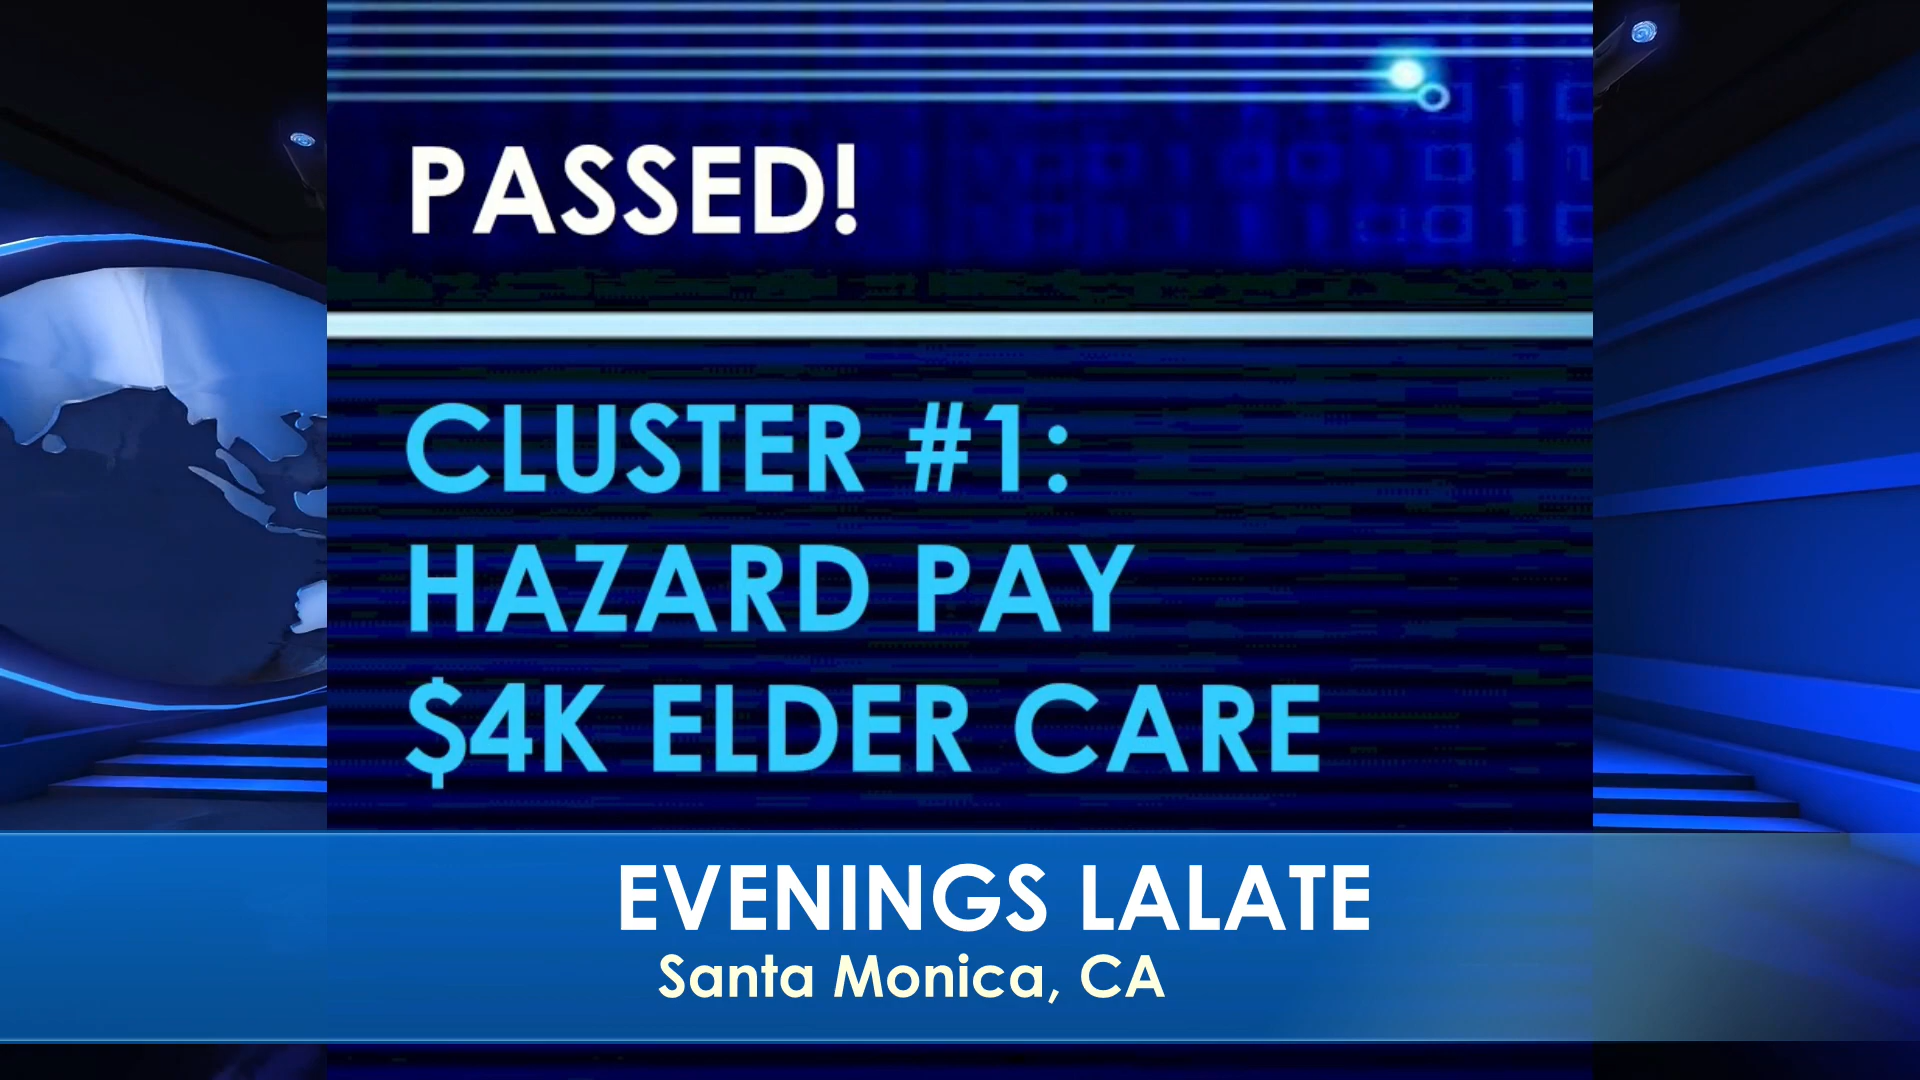 PASSED!
CLUSTER #1:
HAZARD PAY
$4K ELDER CARE
EVENINGS LALATE
Santa Monica, CA